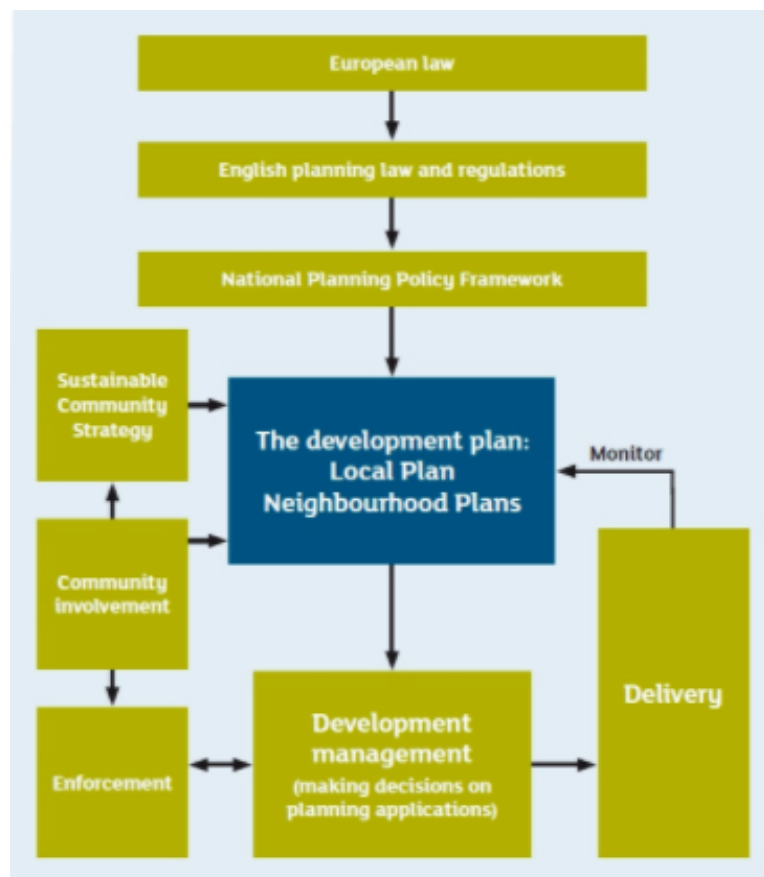 European law
English planning law and regulations
National Planning Policy Framework
Sustainable
Community
Strategy
The development plan:
Local Plan
Neighbourhood Plans
Monitor
Community
involvement
Delivery
Development
management
(making decisions on
planning applications)
Enforcement